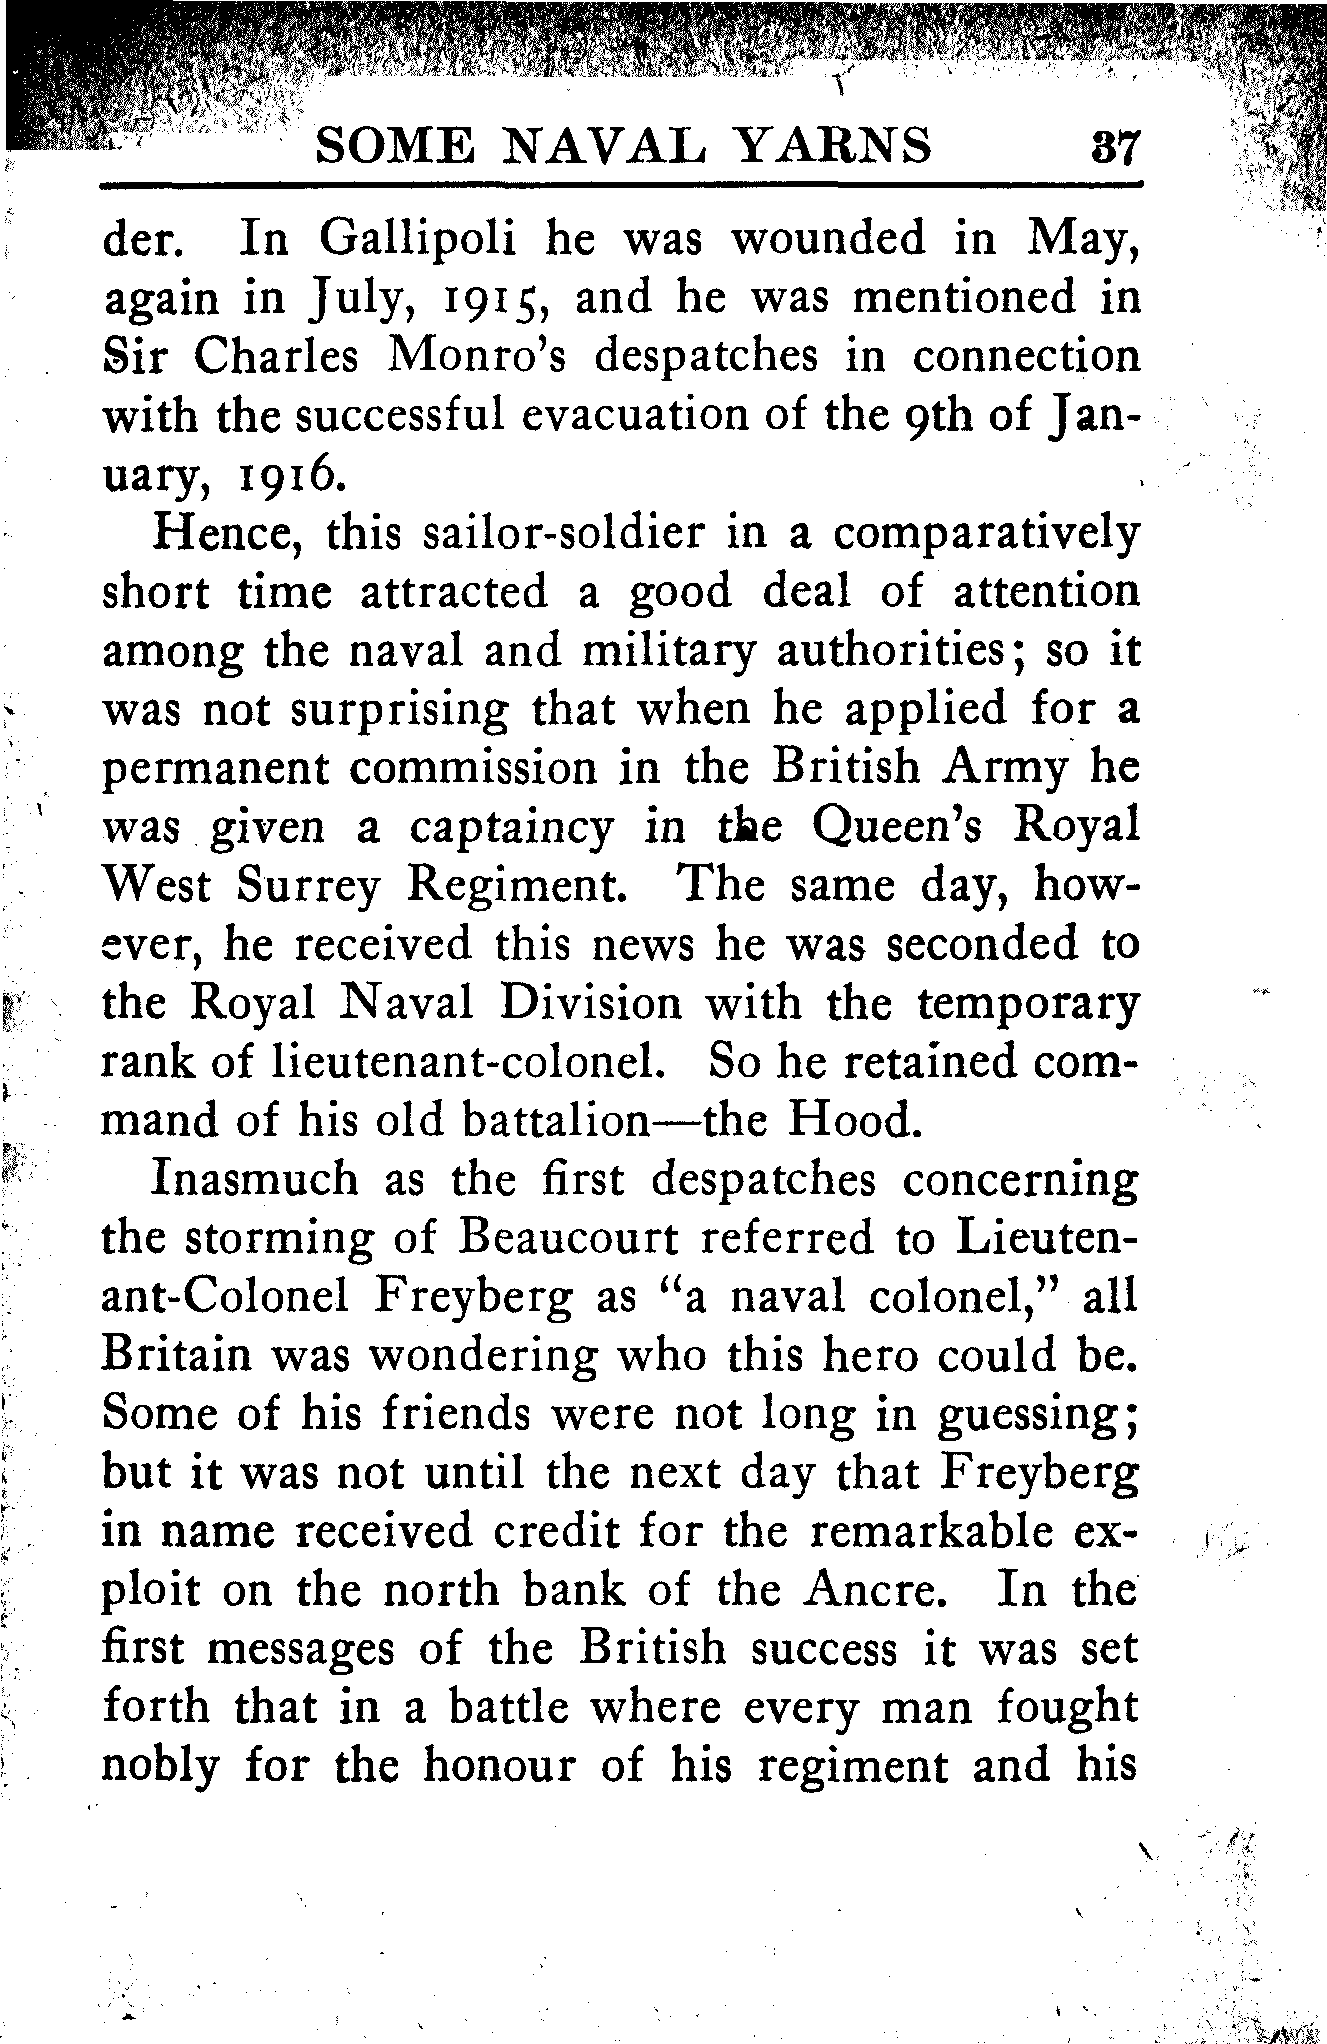 SOME NAVAL YARNS 37
der. In Gallipoli he was wounded in May,
again in July, 1915, and he was mentioned in
Sir Charles Monro's despatches in connection
with the successful evacuation of the 9th of Jan-
uary, 1916.
Hence, this sailor-soldier in a comparatively
short time attracted a good deal of attention
among the naval and military authorities; so it
was not surprising that when he applied for a
permanent commission in the British Army he
was given a captaincy in the Queen's Royal
West Surrey Regiment. The same day, how-
ever, he received this news he was seconded to
the Royal Naval Division with the temporary
rank of lieutenant-colonel. So he retained com-
mand of his old battalion—the Hood.
Inasmuch as the first despatches concerning
the storming of Beaucourt referred to Lieuten-
ant-Colonel Freyberg as "a naval colonel," all
Britain was wondering who this hero could be.
Some of his friends were not long in guessing;
but it was not until the next day that Freyberg
in name received credit for the remarkable ex-
ploit on the north bank of the Ancre. In the
first messages of the British success it was set
forth that in a battle where every man fought
nobly for the honour of his regiment and his